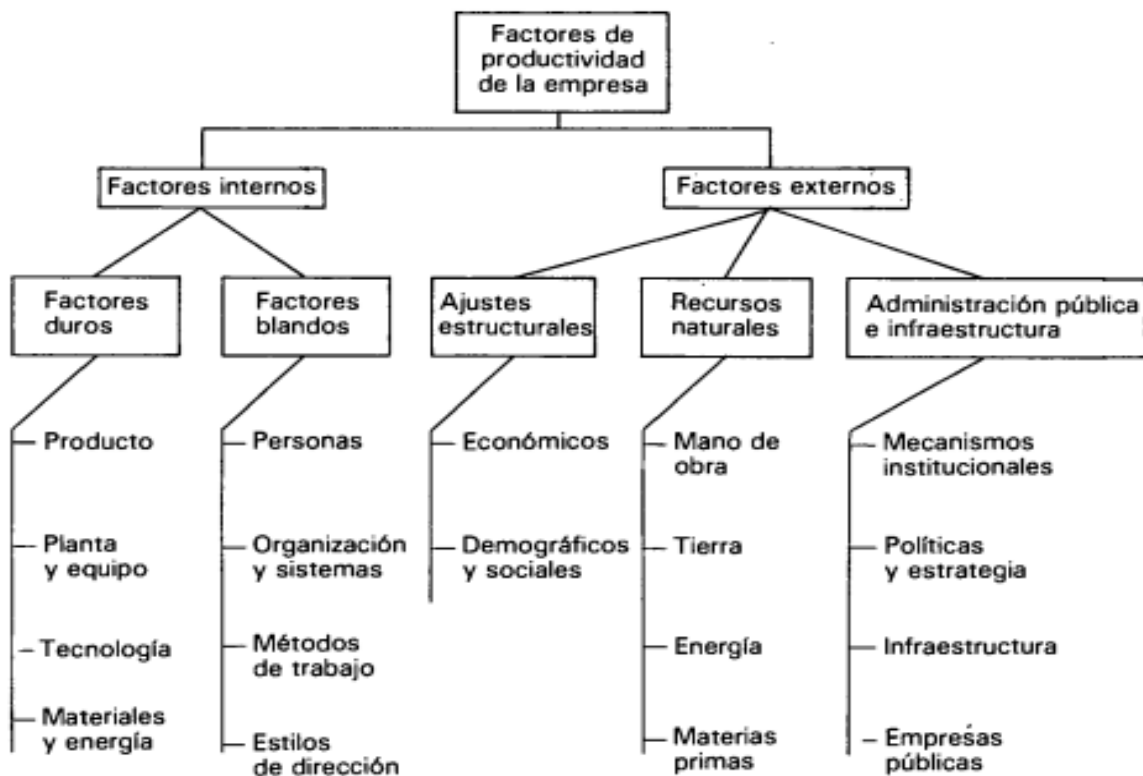 Factores de
productividad
de la empresa
Factores internos
Factores externos
Factores
duros
Factores
blandos
Ajustes
estructurales
Recursos
naturales
Administración pública
e infraestructura
Producto
Planta
y equipo
Tecnología
Materiales
y energía
Personas
Organización
y sistemas
Métodos
de trabajo
Estilos
de dirección
Económicos
Demográficos
y sociales
Mano de
obra
Tierra
Energía
Materias
primas
Mecanismos
institucionales
Políticas
y estrategia
Infraestructura
Empresas
públicas